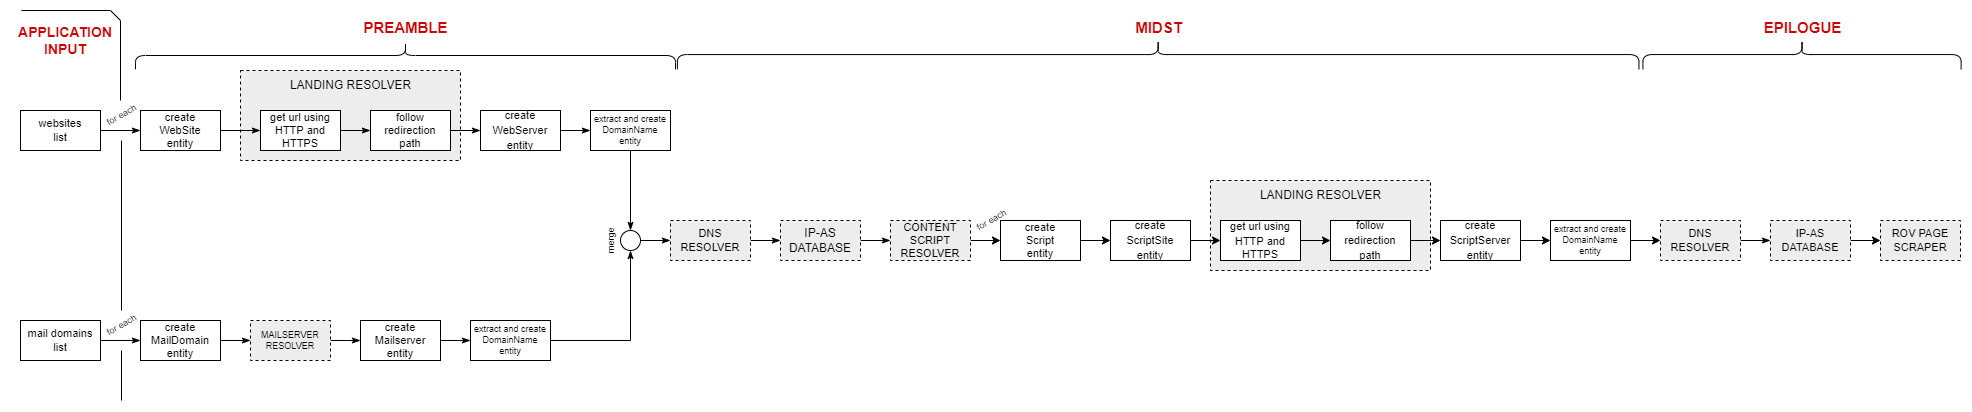 APPLICATION
INPUT
PREAMBLE
MIDST
EPILOGUE
LANDING RESOLVER
websites
list
for each
create
WebSite
entity
get url using
HTTP and
HTTPS
follow
redirection
path
create
WebServer
entity
extract and create
DomainName
entity
merge
DNS
RESOLVER
IP-AS
DATABASE
CONTENT
SCRIPT
RESOLVER
for each
create
Script
entity
create
ScriptSite
entity
LANDING RESOLVER
get url using
HTTP and
HTTPS
follow
redirection
path
create
ScriptServer
entity
extract and create
DomainName
entity
DNS
RESOLVER
IP-AS
DATABASE
ROV PAGE
SCRAPER
mail domains
list
for each
create
MailDomain
entity
MAILSERVER
RESOLVER
create
Mailserver
entity
extract and create
DomainName
entity